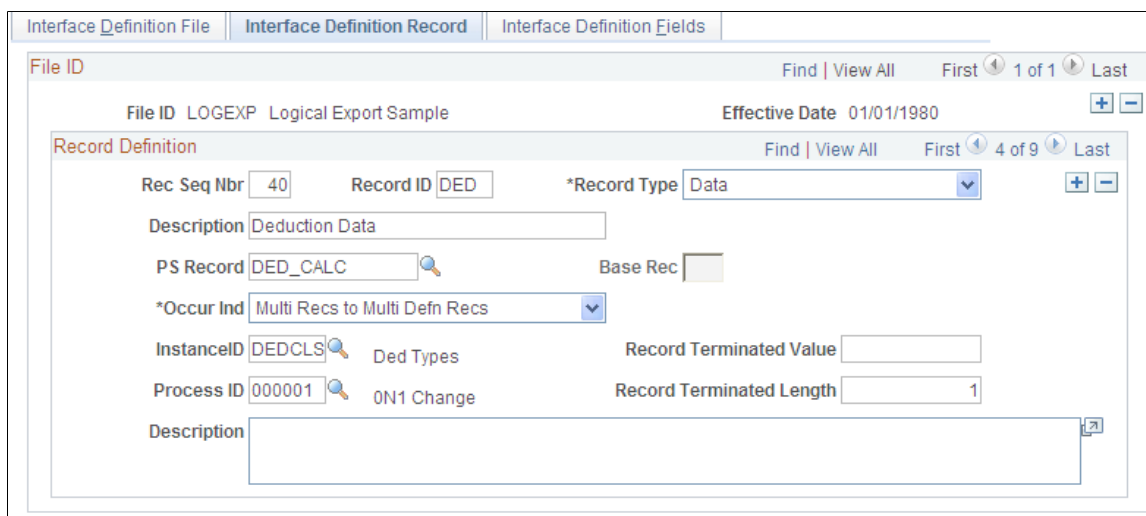 Interface Definition File Interface Definition Record Interface Definition Fields
File ID Find | View All First 1 of 1 Last
File ID LOGEXP Logical Export Sample Effective Date 01/01/1980
Record Definition Find | View All First 4 of 9 Last
Rec Seq Nbr 40 Record ID DED *Record Type Data
Description Deduction Data
PS Record DED_CALC Base Rec
*Occur Ind Multi Recs to Multi Defn Recs
InstanceID DEDCLS Ded Types Record Terminated Value
Process ID 000001 0N1 Change Record Terminated Length 1
Description